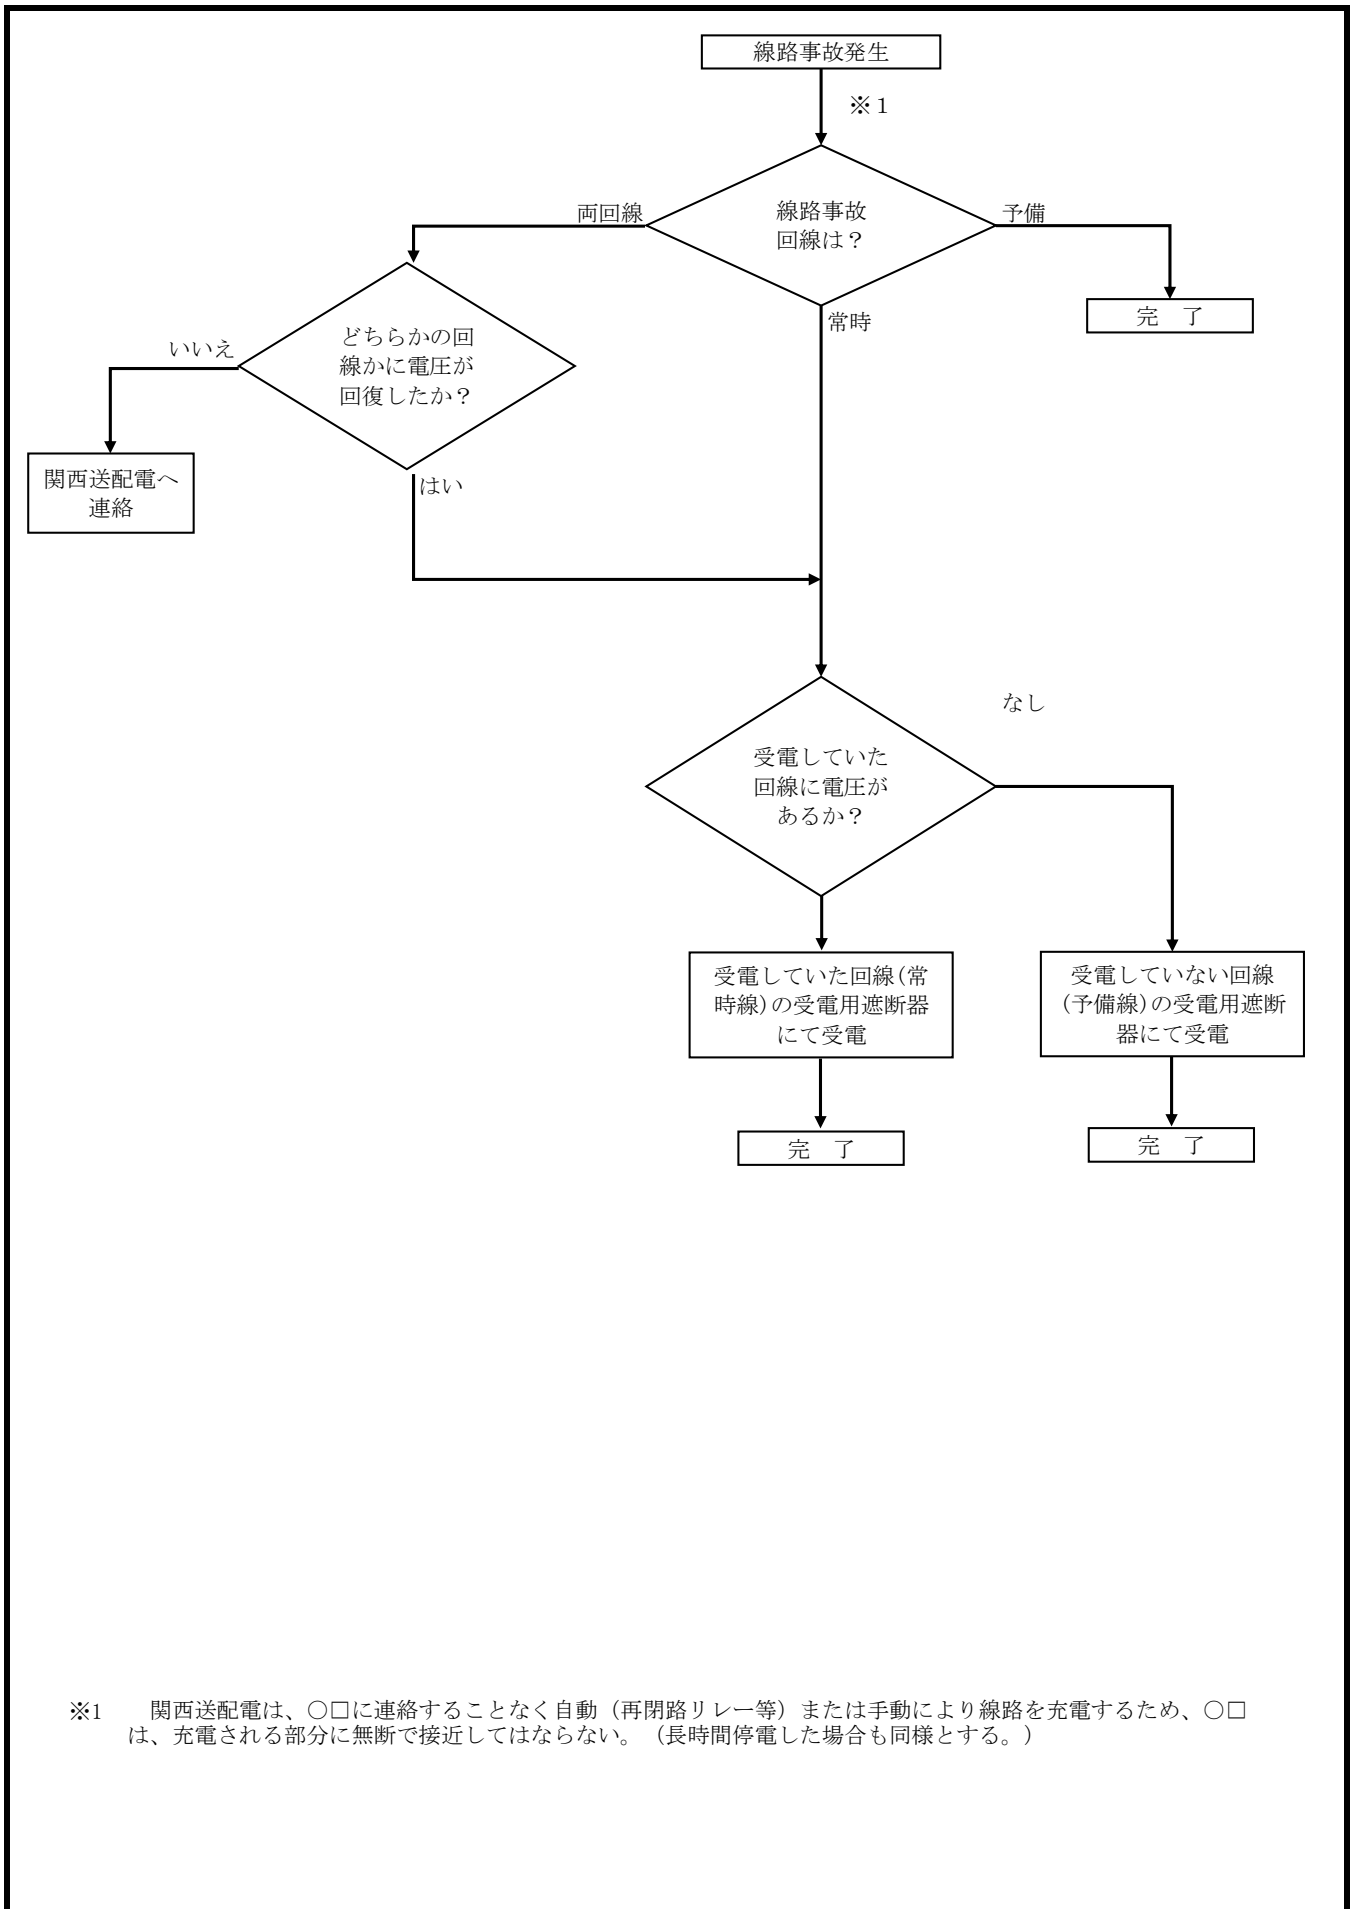 線路事故発生
※１
線路事故
回線は？
両回線
予備
常時
完　了
どちらかの回
線かに電圧が
回復したか？
いいえ
関西送配電へ
連絡
はい
なし
受電していた
回線に電圧が
あるか？
受電していた回線(常
時線)の受電用遮断器
にて受電
受電していない回線
(予備線)の受電用遮断
器にて受電
完　了
完　了
※1　　関西送配電は、○□に連絡することなく自動（再閉路リレー等）または手動により線路を充電するため、○□
は、充電される部分に無断で接近してはならない。（長時間停電した場合も同様とする。）